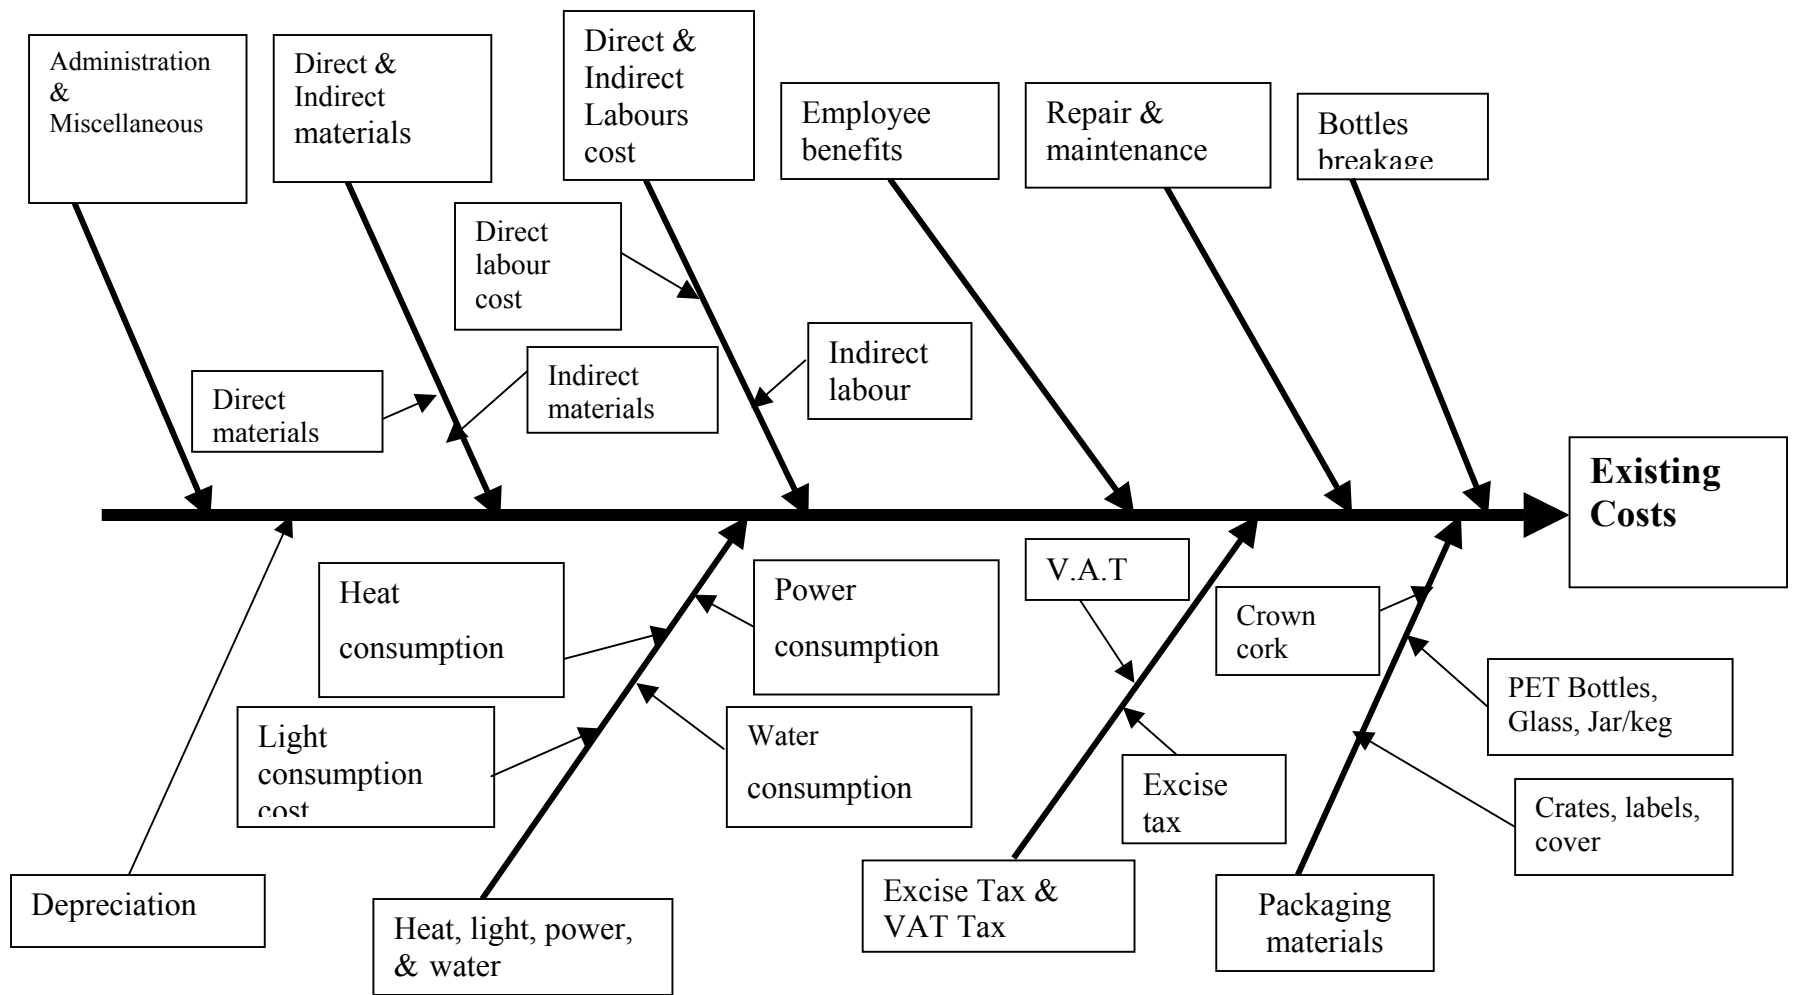 Administration
&
Miscellaneous
Direct &
Indirect
materials
Direct &
Indirect
Labours
cost
Employee
benefits
Repair &
maintenance
Bottles
breakage
Direct
labour
cost
Indirect
labour
Indirect
materials
Direct
materials
Existing
Costs
Heat
consumption
Power
consumption
V.A.T
Crown
cork
PET Bottles,
Glass, Jar/keg
Light
consumption
cost
Water
consumption
Excise
tax
Crates, labels,
cover
Depreciation
Heat, light, power,
& water
Excise Tax &
VAT Tax
Packaging
materials